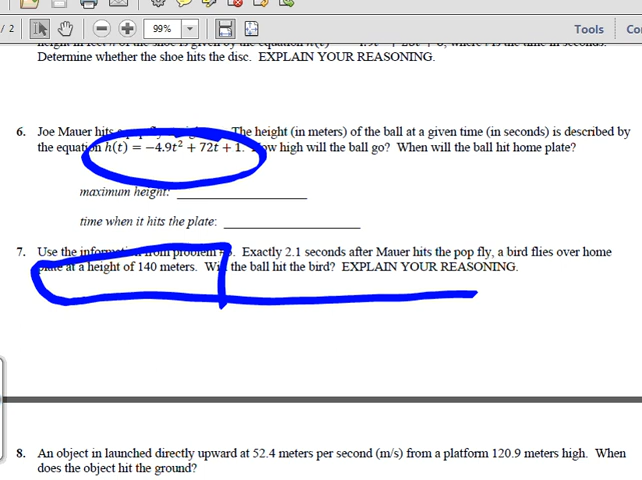 / 2
99%
Tools
Co
Determine whether the shoe hits the disc. EXPLAIN YOUR REASONING.
6. Joe Mauer hits The height (in meters) of the ball at a given time (in seconds) is described by
the equation h(t) = −4.9t² + 72t + 1. How high will the ball go? When will the ball hit home plate?
maximum height:
time when it hits the plate:
7. Use the information from problem Exactly 2.1 seconds after Mauer hits the pop fly, a bird flies over home
plate at a height of 140 meters. Will the ball hit the bird? EXPLAIN YOUR REASONING.
8. An object in launched directly upward at 52.4 meters per second (m/s) from a platform 120.9 meters high. When
does the object hit the ground?